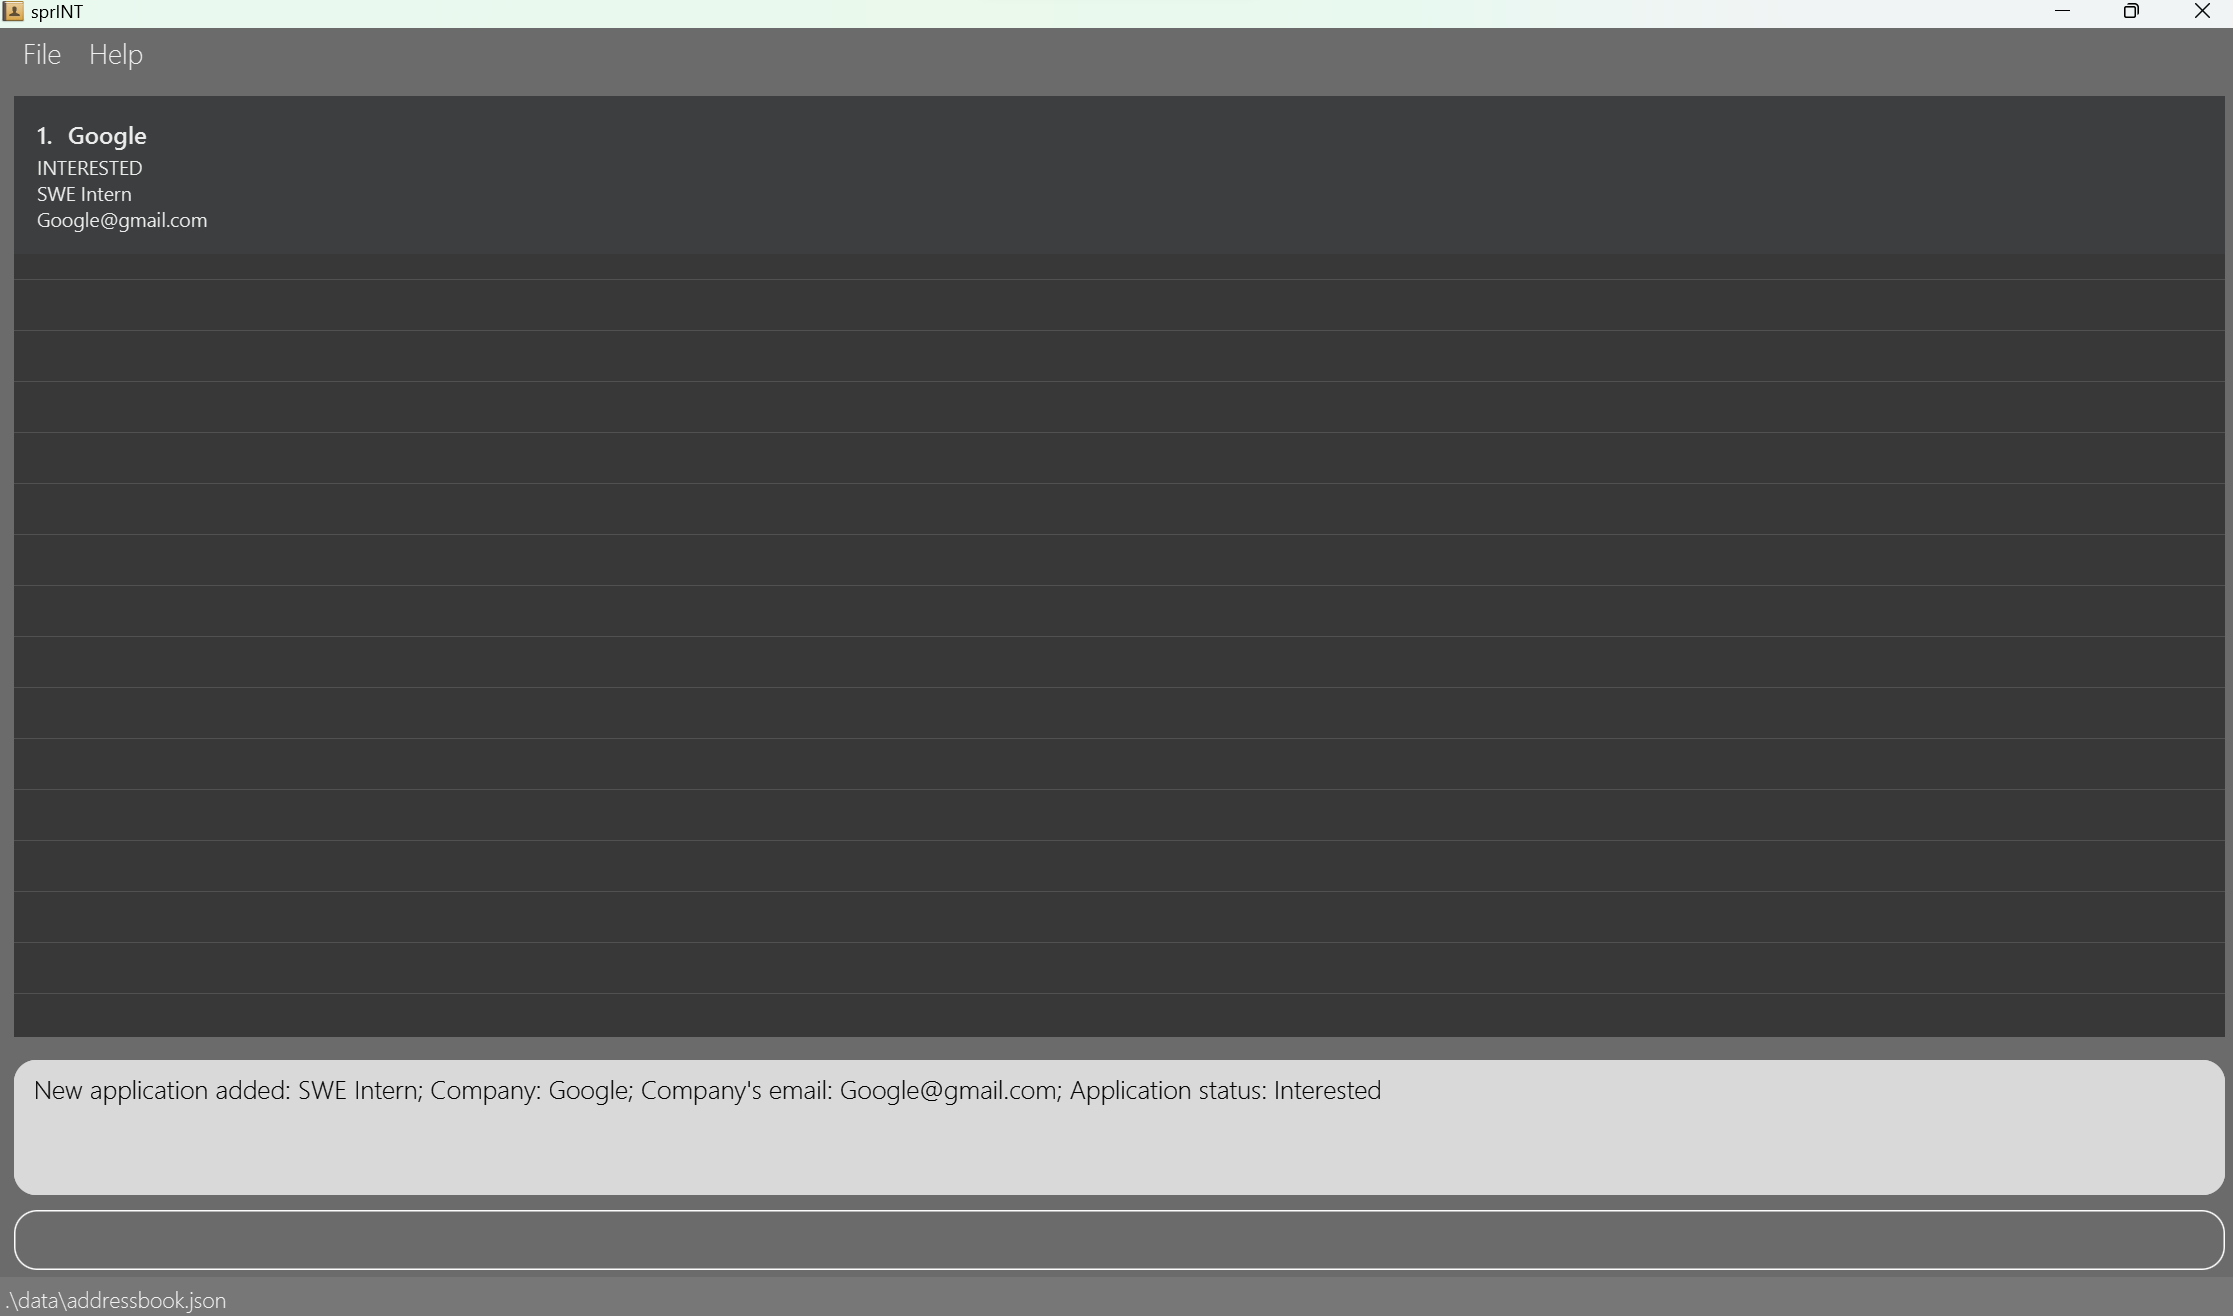 sprINT
File Help
1. Google
INTERESTED
SWE Intern
Google@gmail.com
New application added: SWE Intern; Company: Google; Company's email: Google@gmail.com; Application status: Interested
.\data\addressbook.json